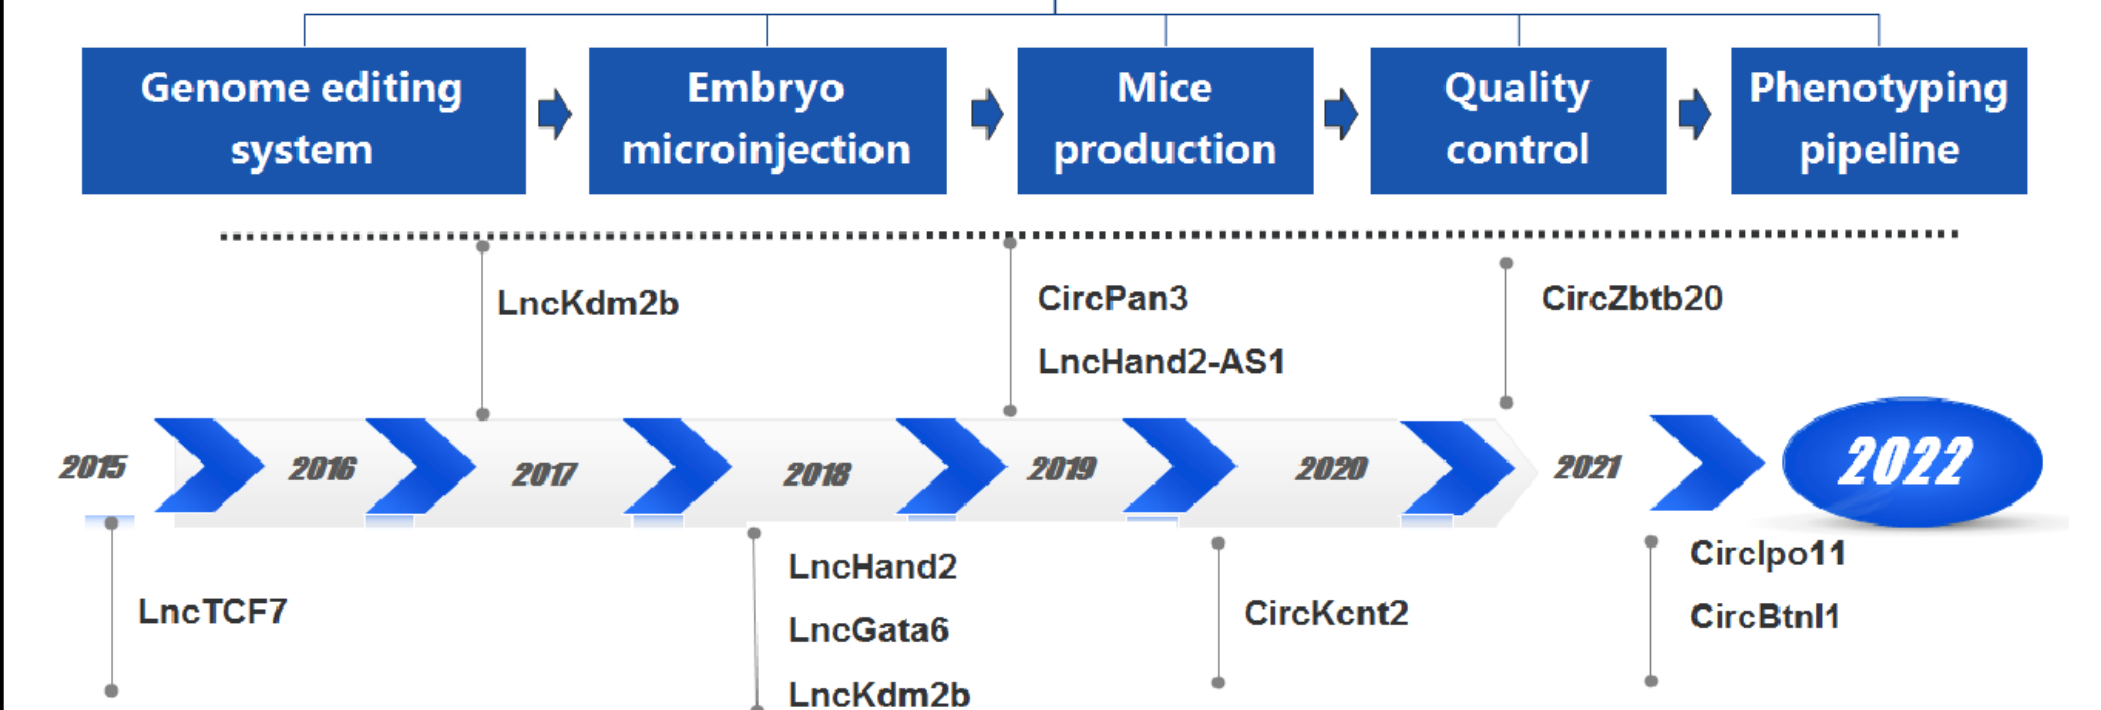 Genome editing
system
Embryo
microinjection
Mice
production
Quality
control
Phenotyping
pipeline
LncKdm2b
CircPan3
LncHand2-AS1
CircZbtb20
2015
2016
2017
2018
2019
2020
2021
2022
LncTCF7
LncHand2
LncGata6
LncKdm2b
CircKcnt2
CircIpo11
CircBtnl1